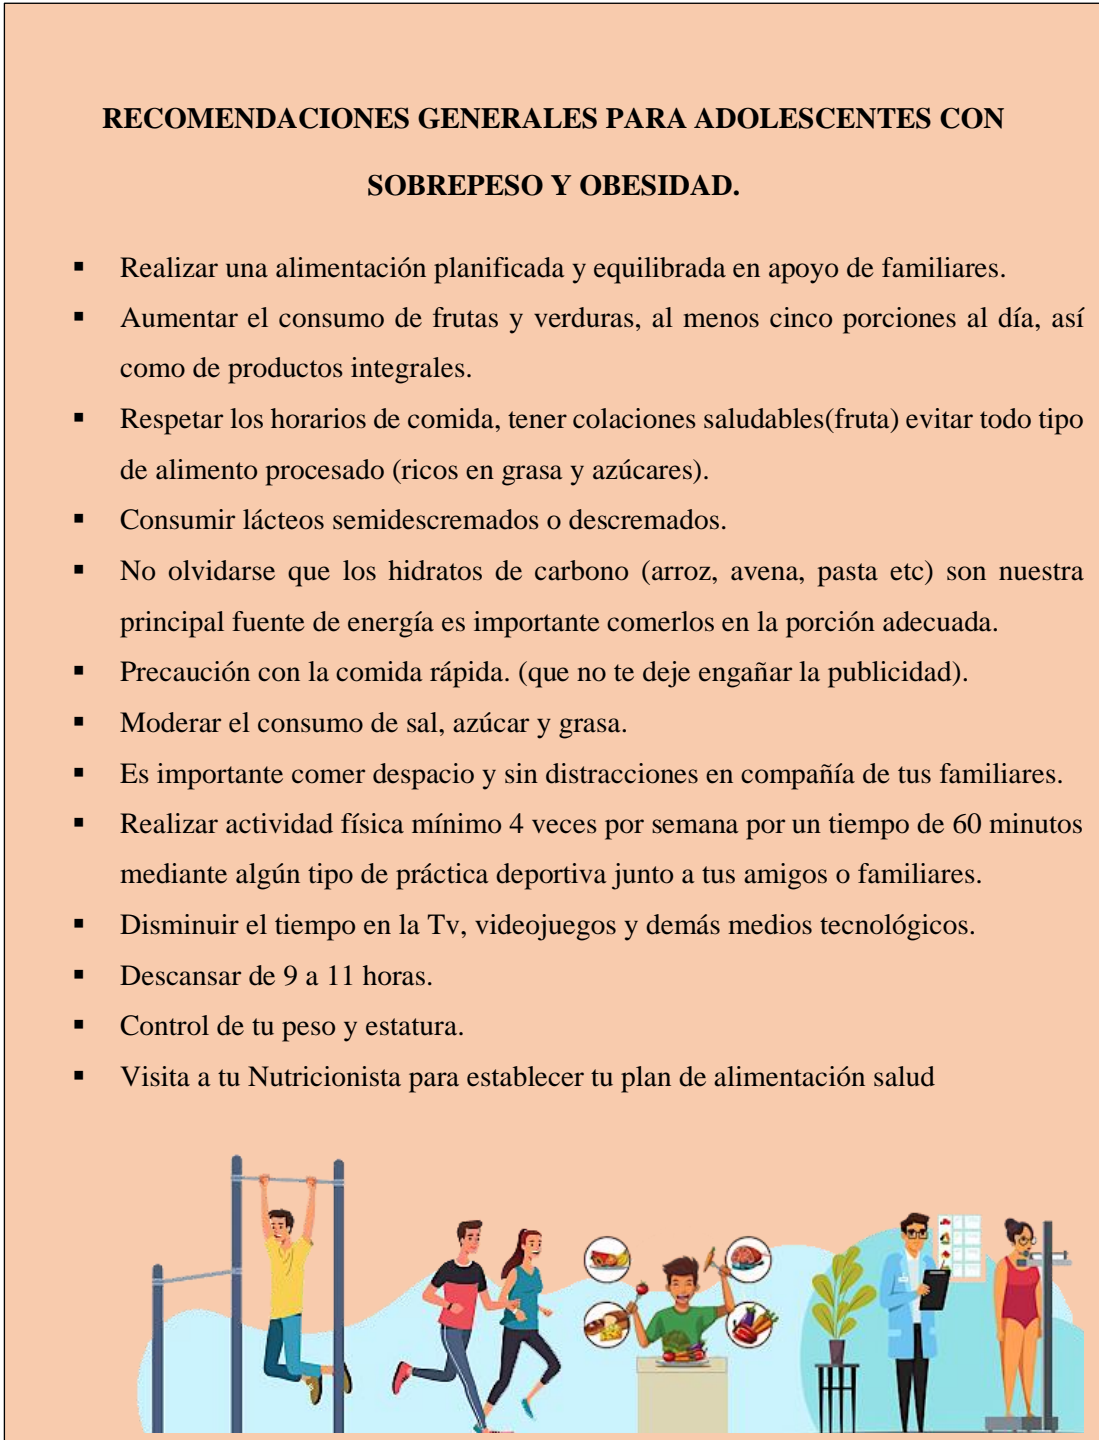 RECOMENDACIONES GENERALES PARA ADOLESCENTES CON
SOBREPESO Y OBESIDAD.
▪ Realizar una alimentación planificada y equilibrada en apoyo de familiares.
▪ Aumentar el consumo de frutas y verduras, al menos cinco porciones al día, así
como de productos integrales.
▪ Respetar los horarios de comida, tener colaciones saludables(fruta) evitar todo tipo
de alimento procesado (ricos en grasa y azúcares).
▪ Consumir lácteos semidescremados o descremados.
▪ No olvidarse que los hidratos de carbono (arroz, avena, pasta etc) son nuestra
principal fuente de energía es importante comerlos en la porción adecuada.
▪ Precaución con la comida rápida. (que no te deje engañar la publicidad).
▪ Moderar el consumo de sal, azúcar y grasa.
▪ Es importante comer despacio y sin distracciones en compañía de tus familiares.
▪ Realizar actividad física mínimo 4 veces por semana por un tiempo de 60 minutos
mediante algún tipo de práctica deportiva junto a tus amigos o familiares.
▪ Disminuir el tiempo en la Tv, videojuegos y demás medios tecnológicos.
▪ Descansar de 9 a 11 horas.
▪ Control de tu peso y estatura.
▪ Visita a tu Nutricionista para establecer tu plan de alimentación salud